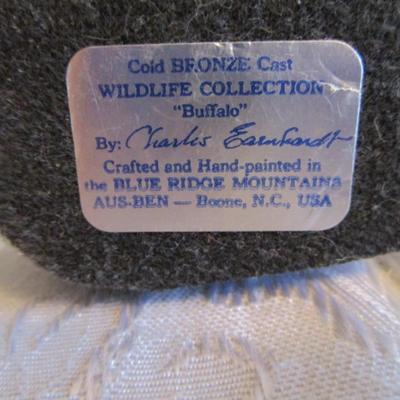 Cold BRONZE Cast
WILDLIFE COLLECTION
"Buffalo"
By: Charles Earnhardt
Crafted and Hand-painted in
the BLUE RIDGE MOUNTAINS
AUS-BEN — Boone, N.C., USA